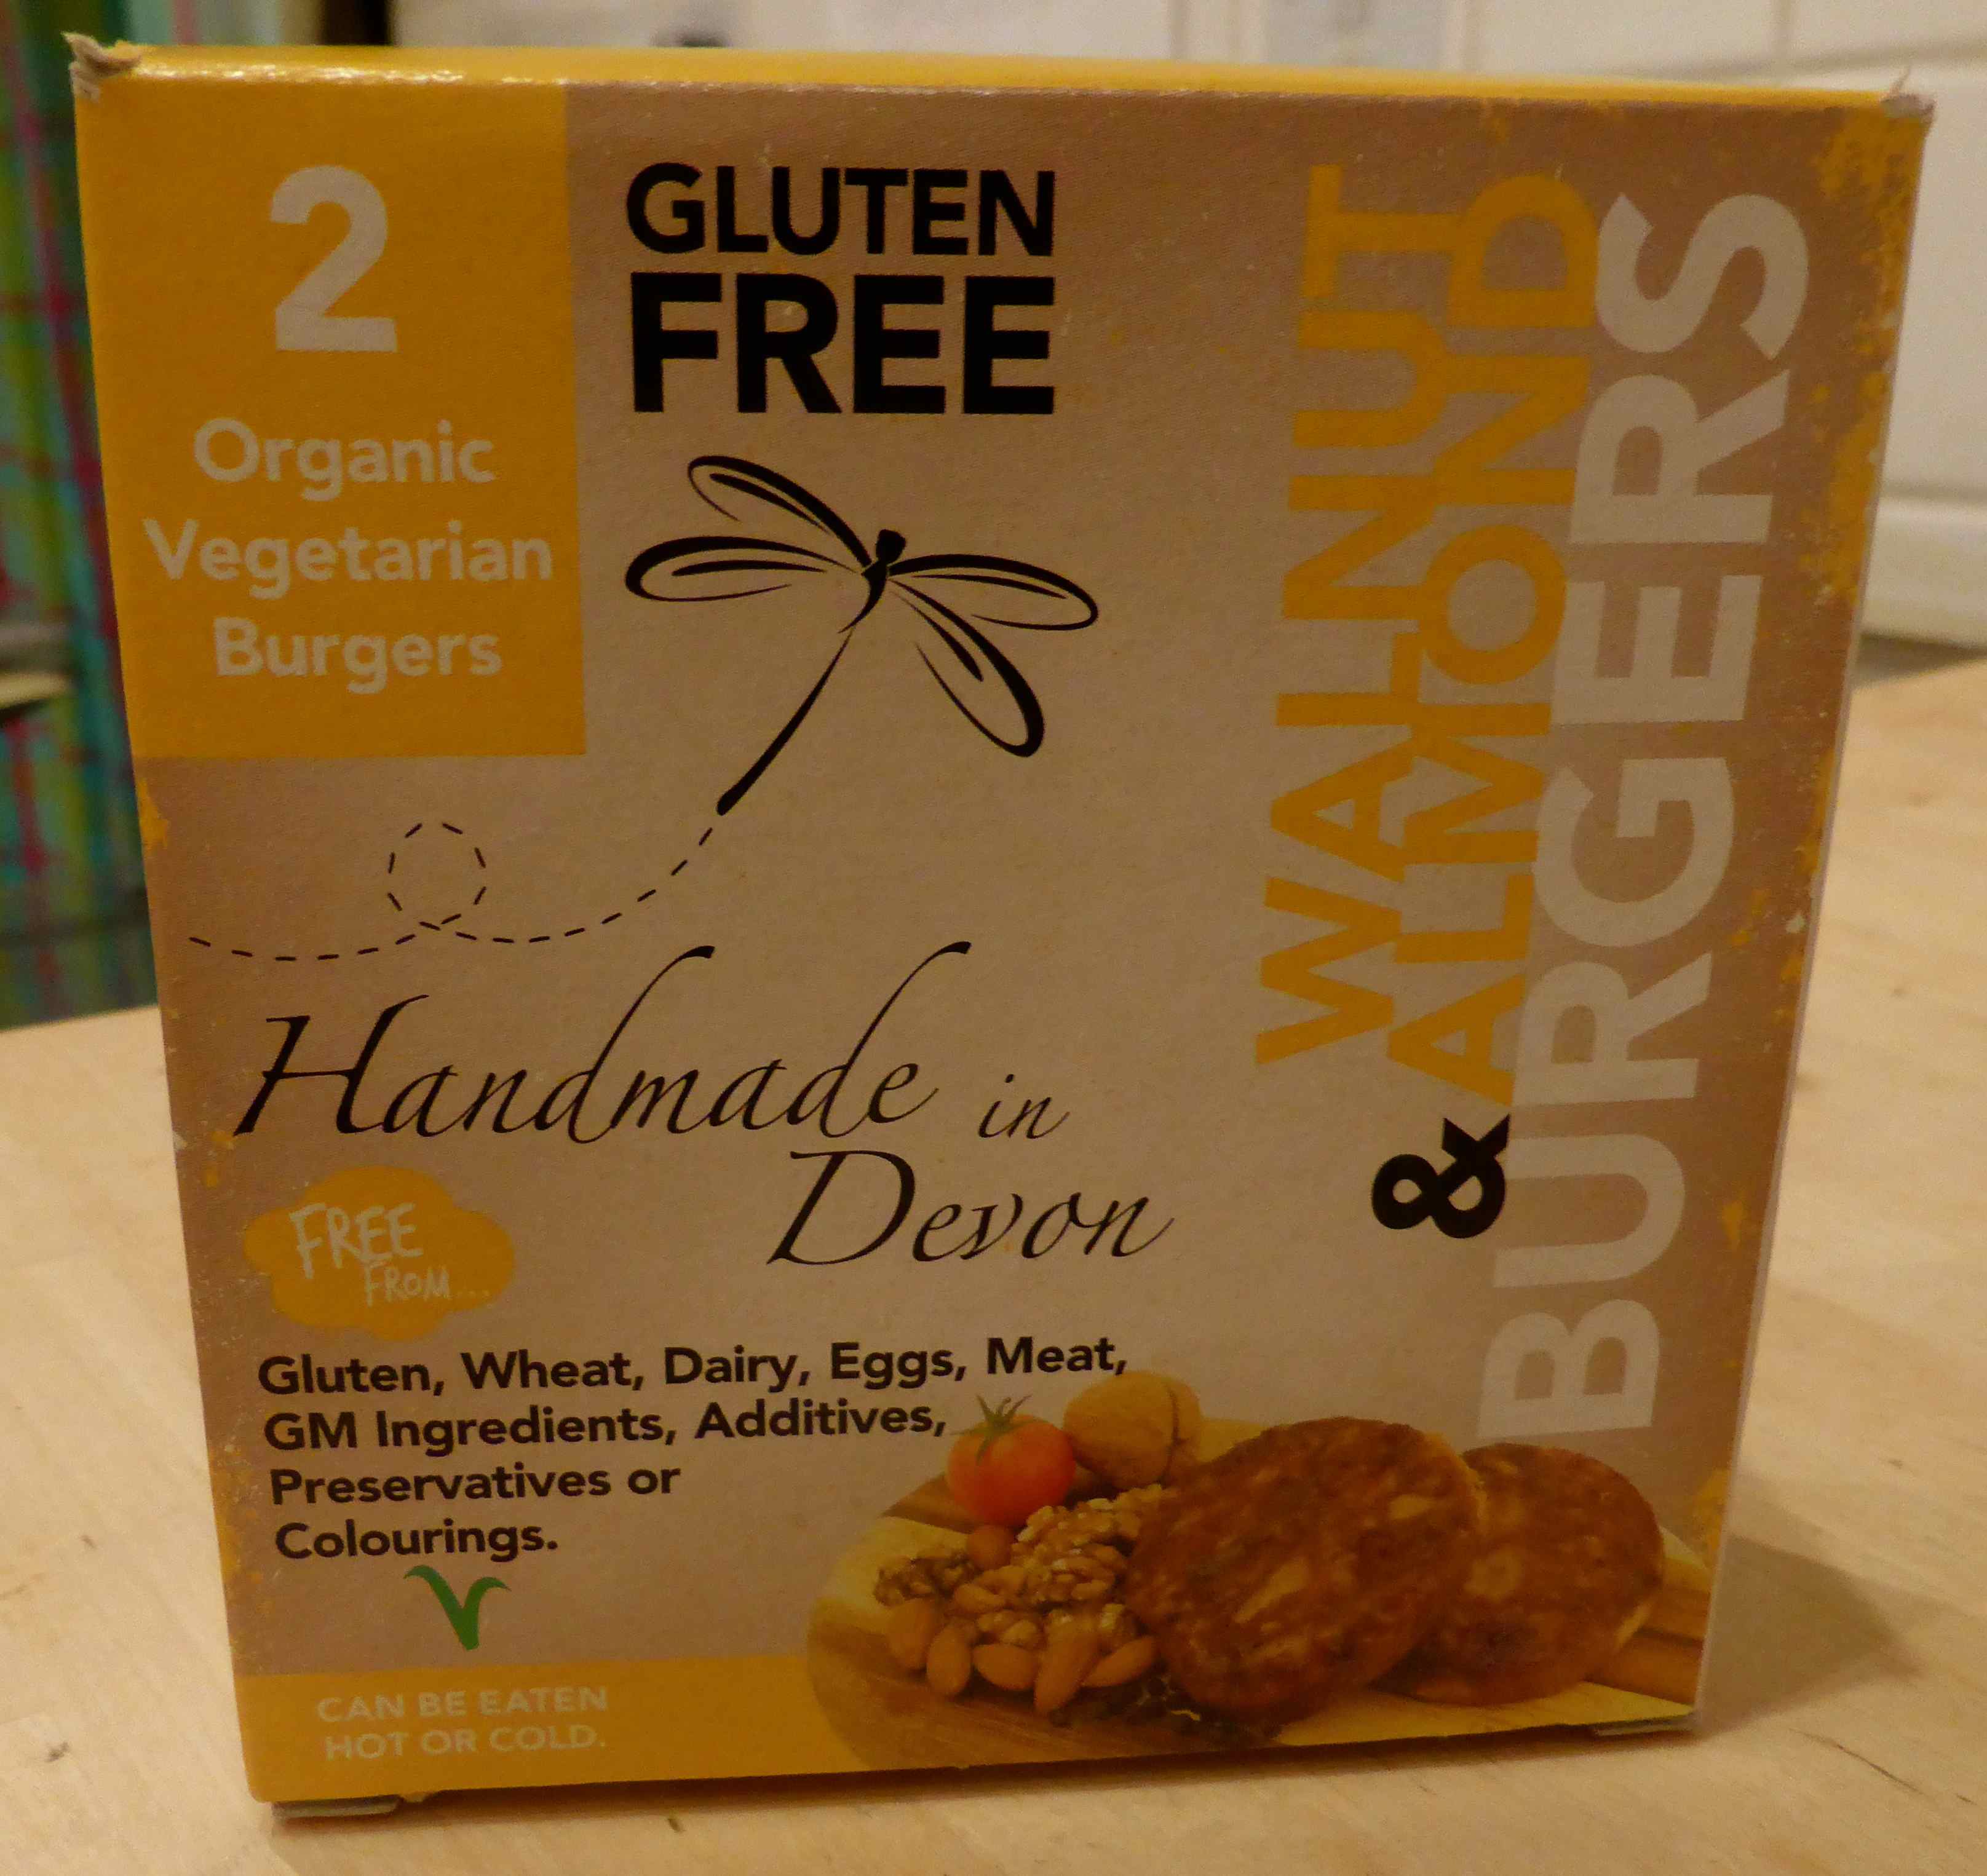 2
Organic
Vegetarian
Burgers
GLUTEN
FREE
WALNUT
& ALMOND
BURGERS
Handmade in
Devon
FREE
FROM...
Gluten, Wheat, Dairy, Eggs, Meat,
GM Ingredients, Additives,
Preservatives or
Colourings.
CAN BE EATEN
HOT OR COLD.